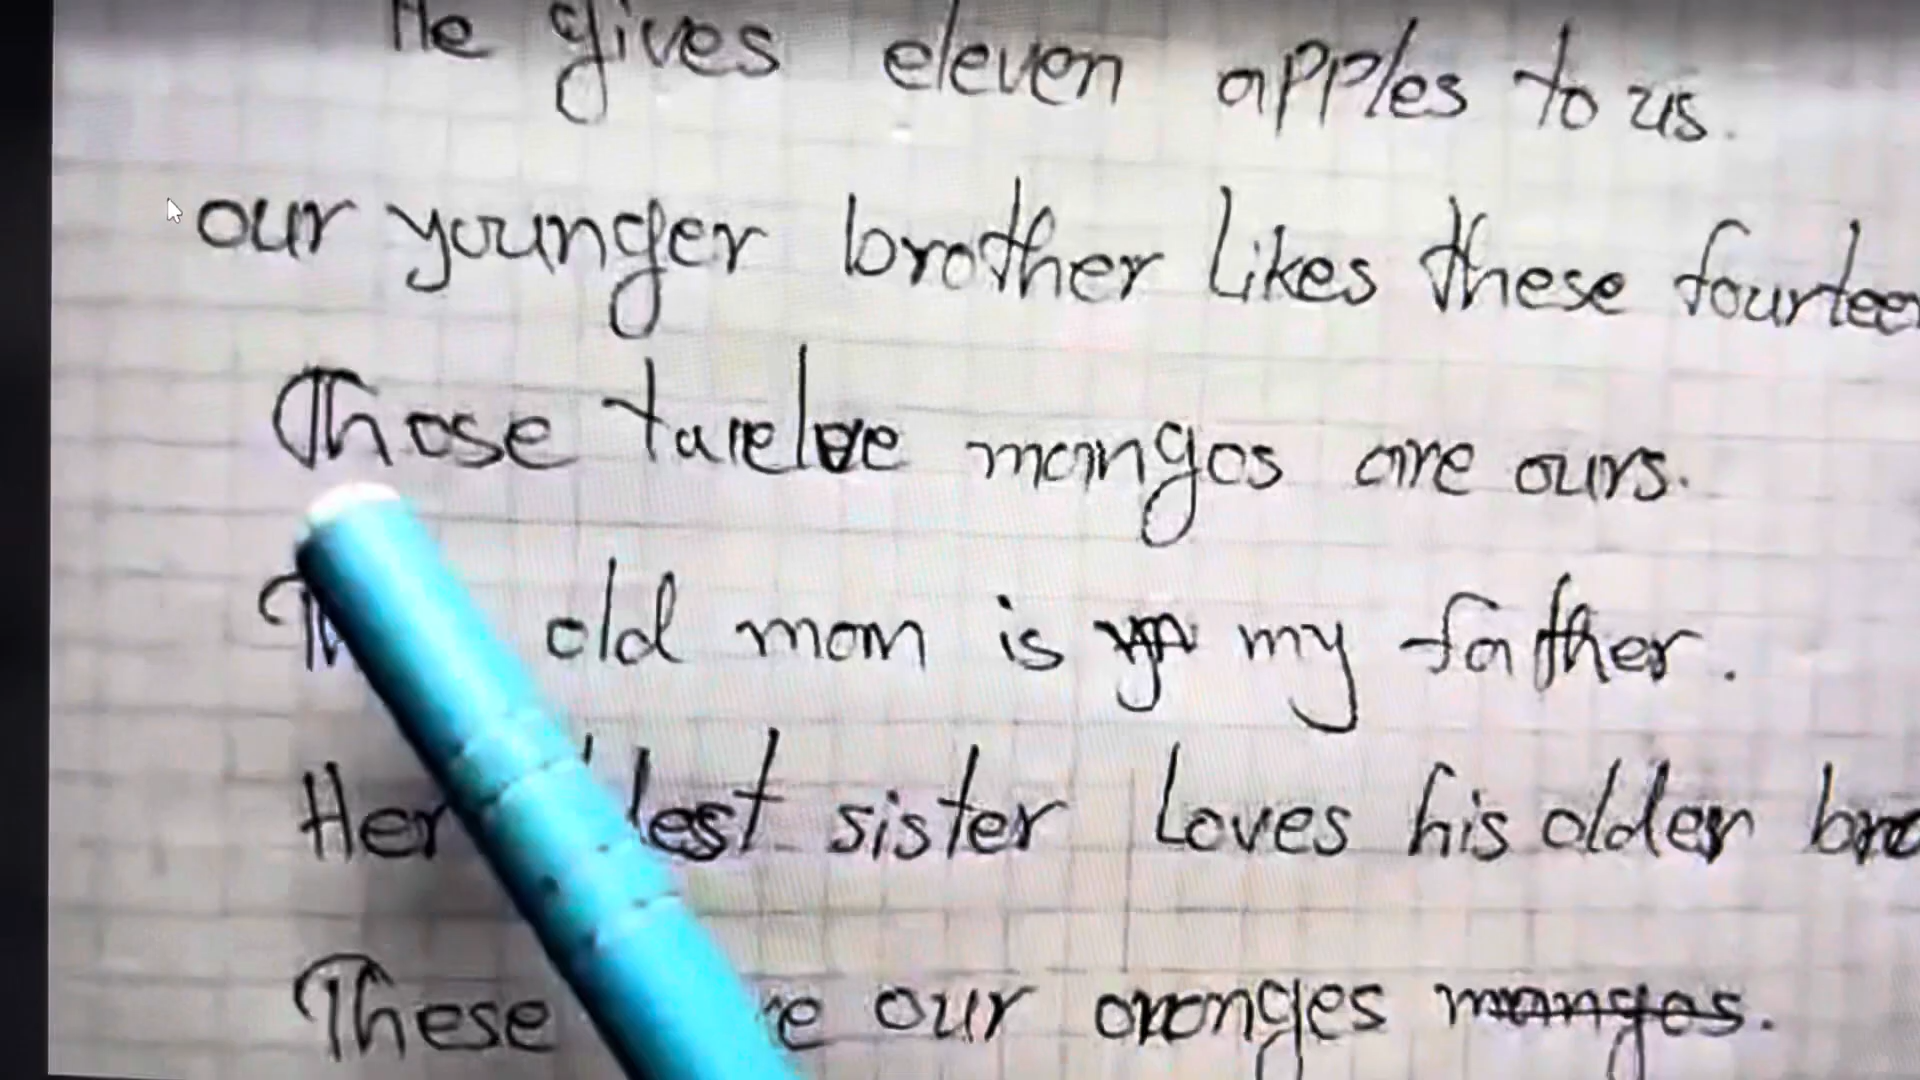 He gives eleven apples to us.
our younger brother likes these fourteen
Those twelve mangos are ours.
old man is my father.
Her sister loves his older
These our oranges mangos.